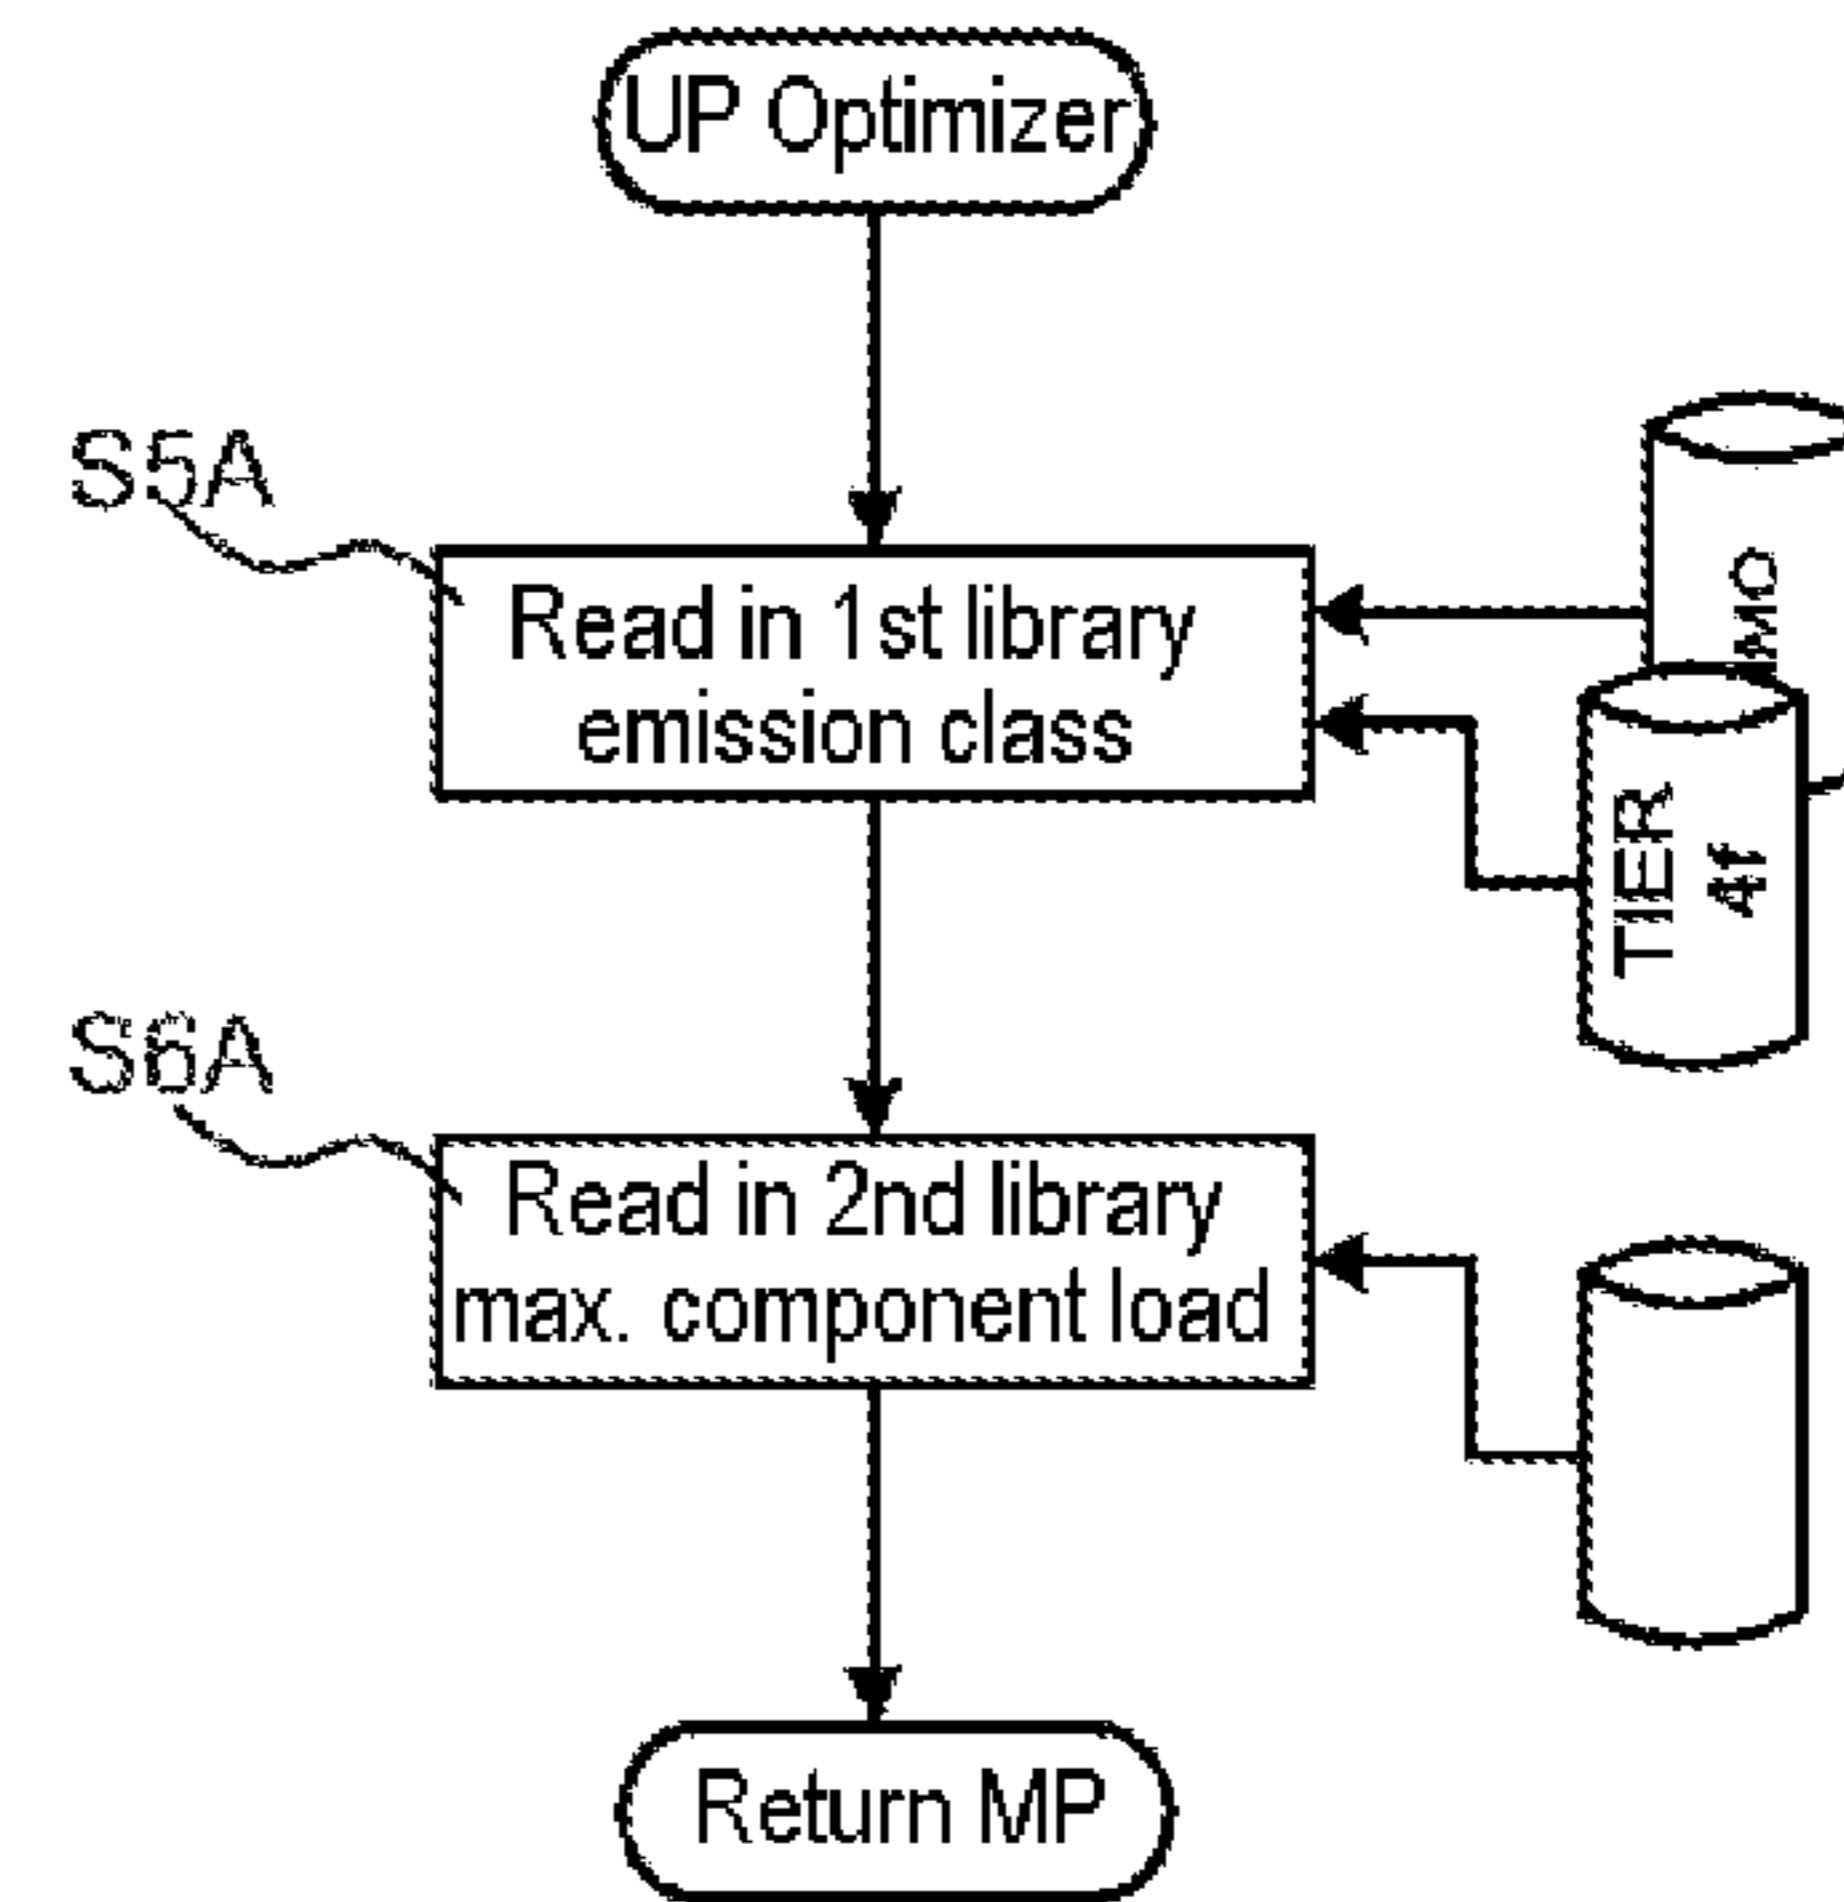 UP Optimizer
S5A
Read in 1st library
emission class
TIER
S6A
Read in 2nd library
max. component load
Return MP